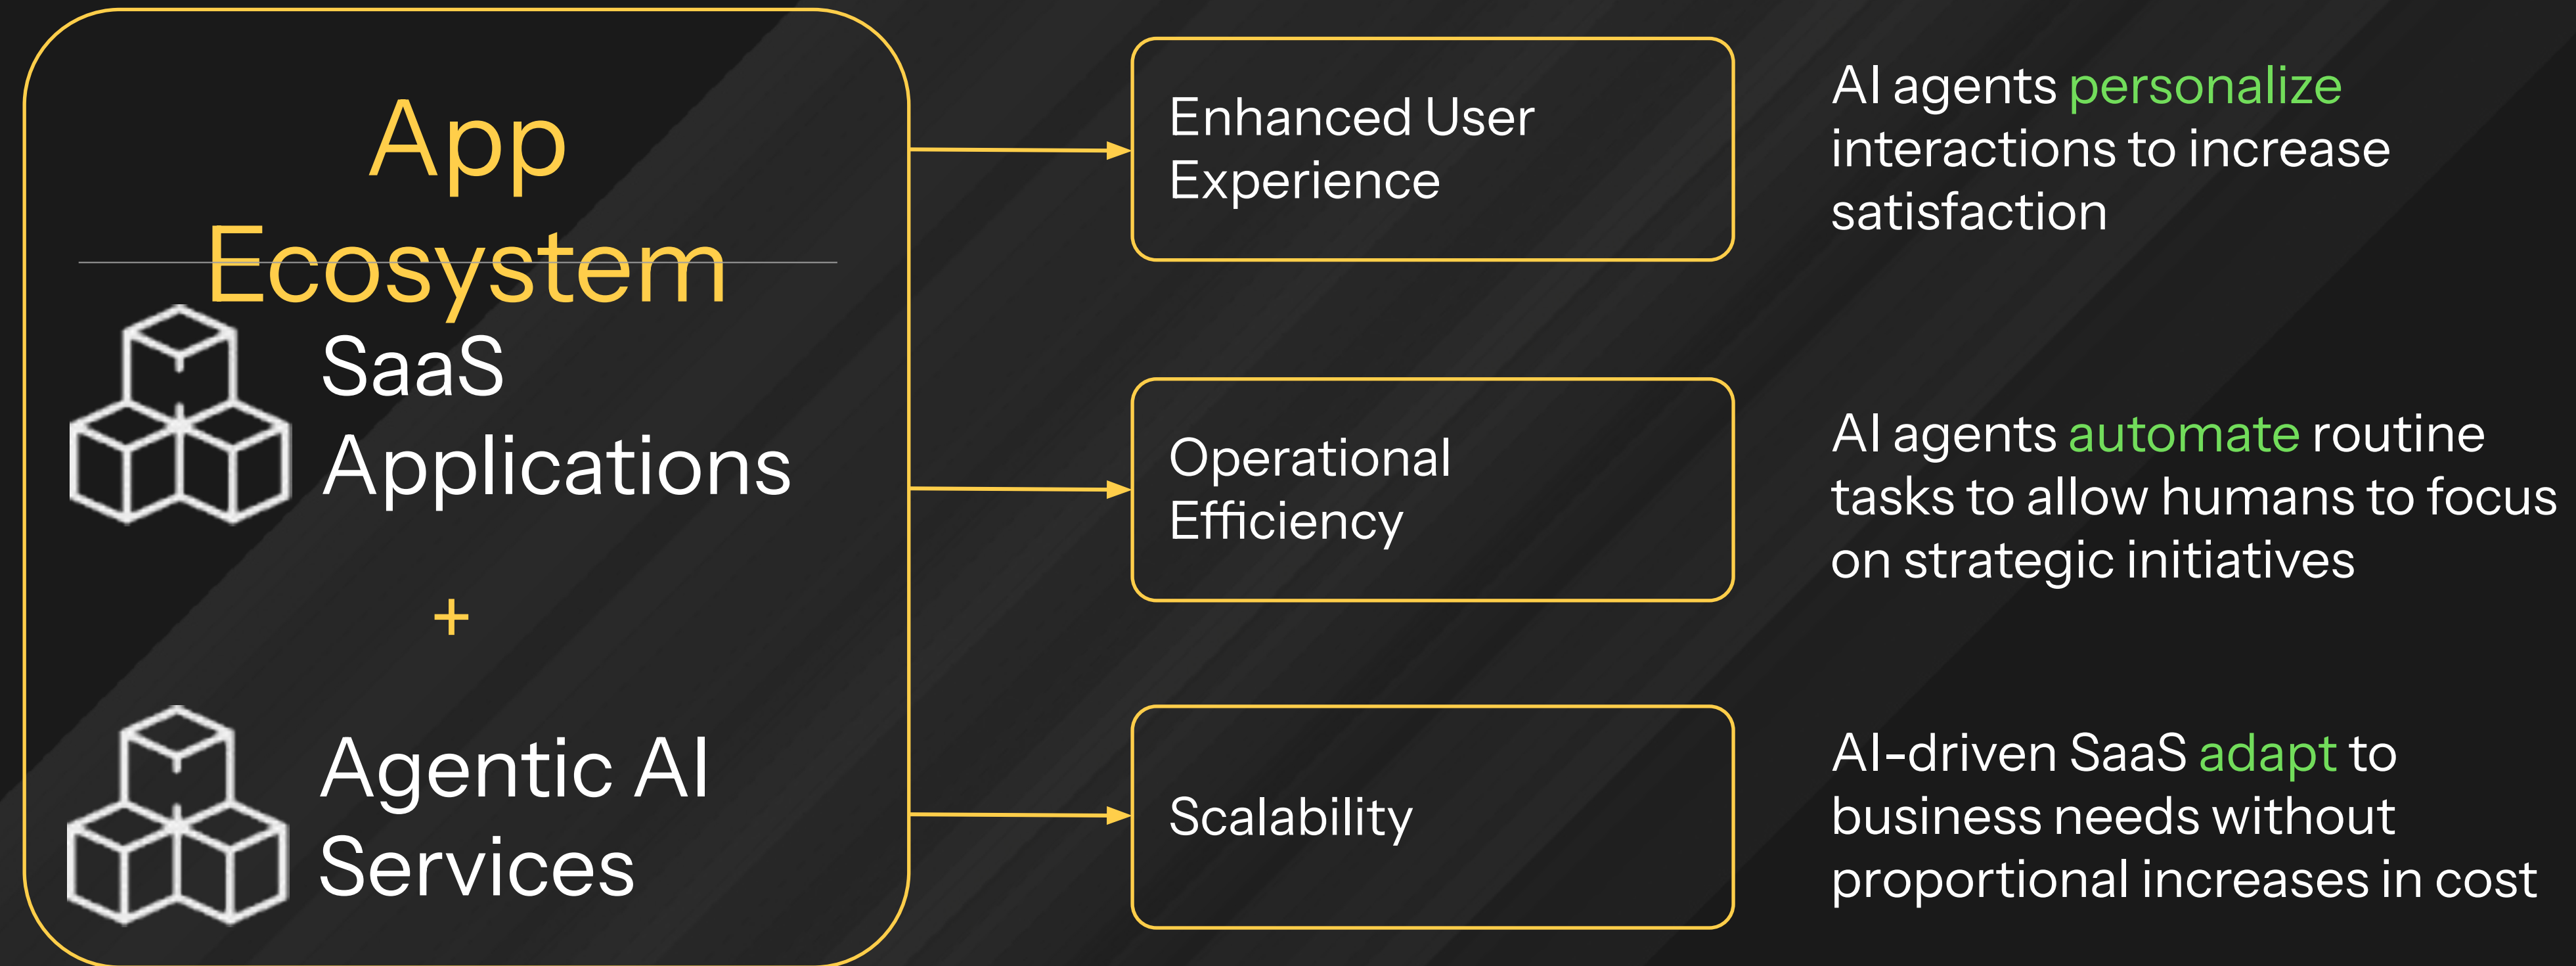 App
Ecosystem
SaaS
Applications
+
Agentic AI
Services
Enhanced User
Experience
AI agents personalize
interactions to increase
satisfaction
Operational
Efficiency
AI agents automate routine
tasks to allow humans to focus
on strategic initiatives
Scalability
AI-driven SaaS adapt to
business needs without
proportional increases in cost